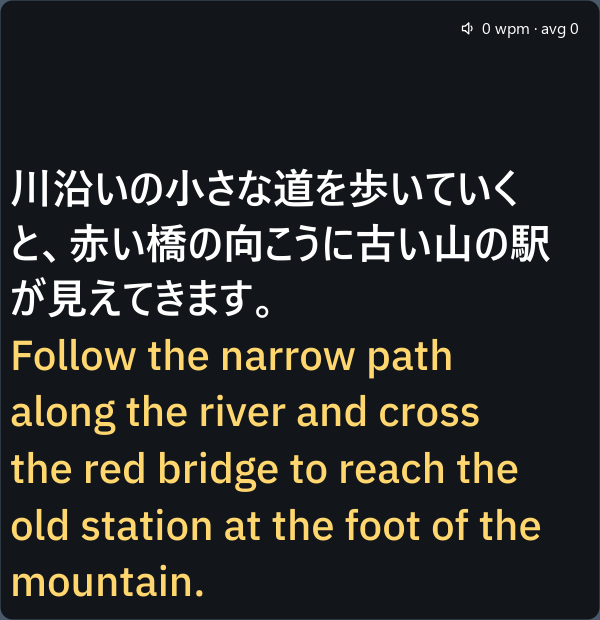 0 wpm · avg 0
川沿いの小さな道を歩いていく
と、赤い橋の向こうに古い山の駅
が見えてきます。
Follow the narrow path
along the river and cross
the red bridge to reach the
old station at the foot of the
mountain.